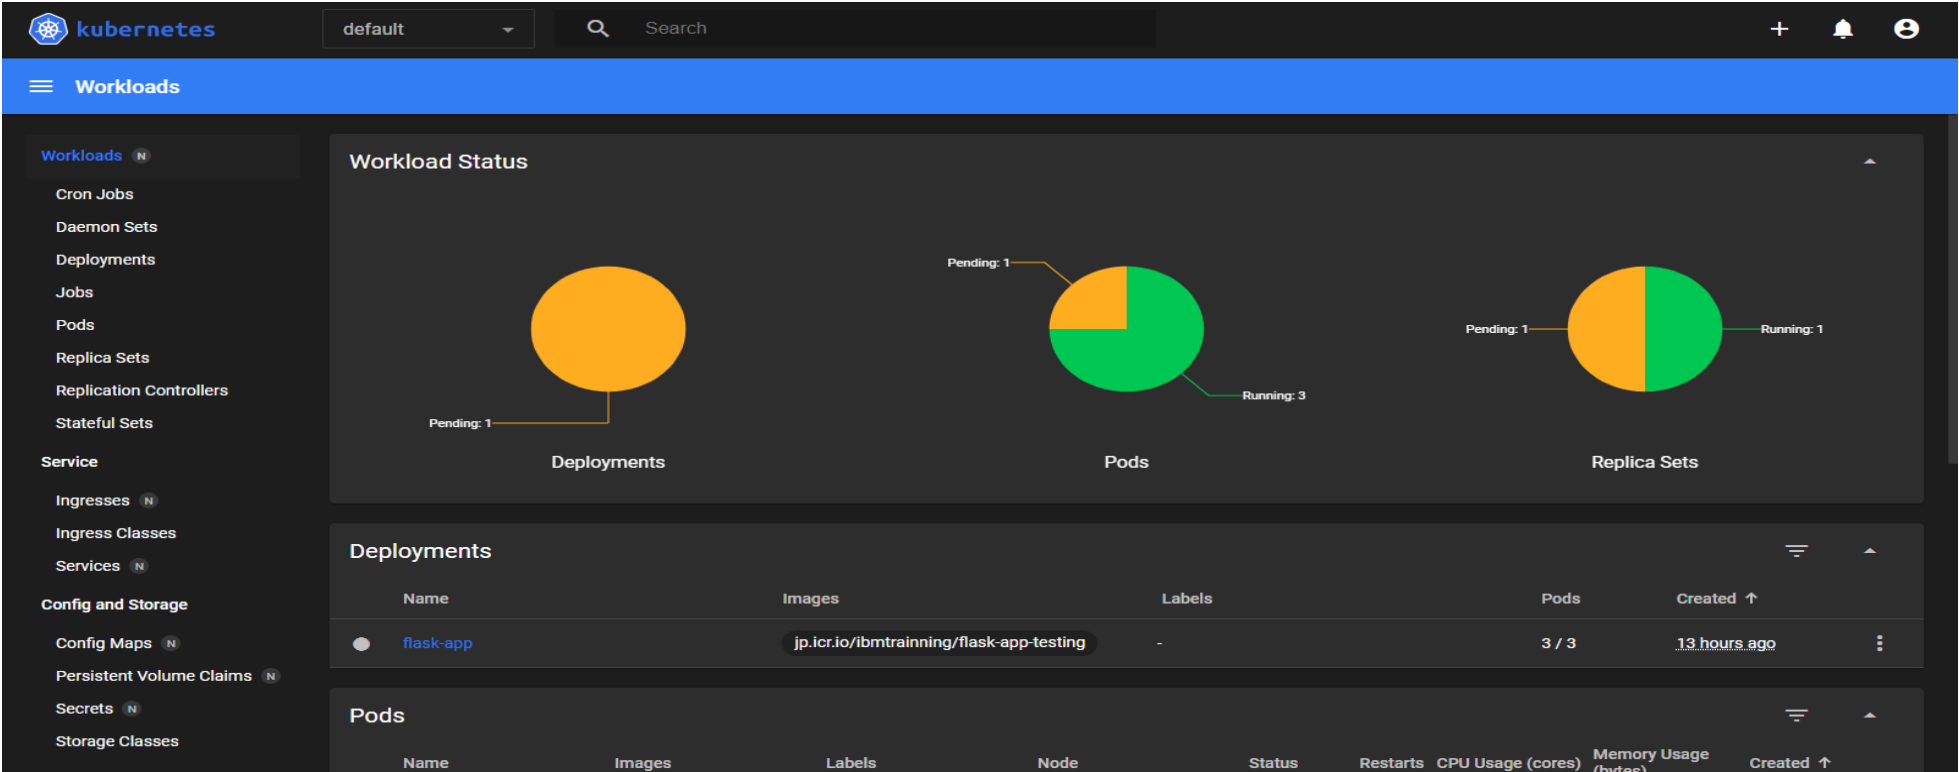 kubernetes
default
Search
Workloads
Workloads N
Cron Jobs
Daemon Sets
Deployments
Jobs
Pods
Replica Sets
Replication Controllers
Stateful Sets
Service
Ingresses N
Ingress Classes
Services N
Config and Storage
Config Maps N
Persistent Volume Claims N
Secrets N
Storage Classes
Workload Status
Pending: 1
Deployments
Pending: 1
Running: 3
Pods
Pending: 1
Running: 1
Replica Sets
Deployments
Name Images Labels Pods Created
flask-app jp.icr.io/ibmtrainning/flask-app-testing - 3 / 3 13 hours ago
Pods
Name Images Labels Node Status Restarts CPU Usage (cores) Memory Usage (bytes) Created